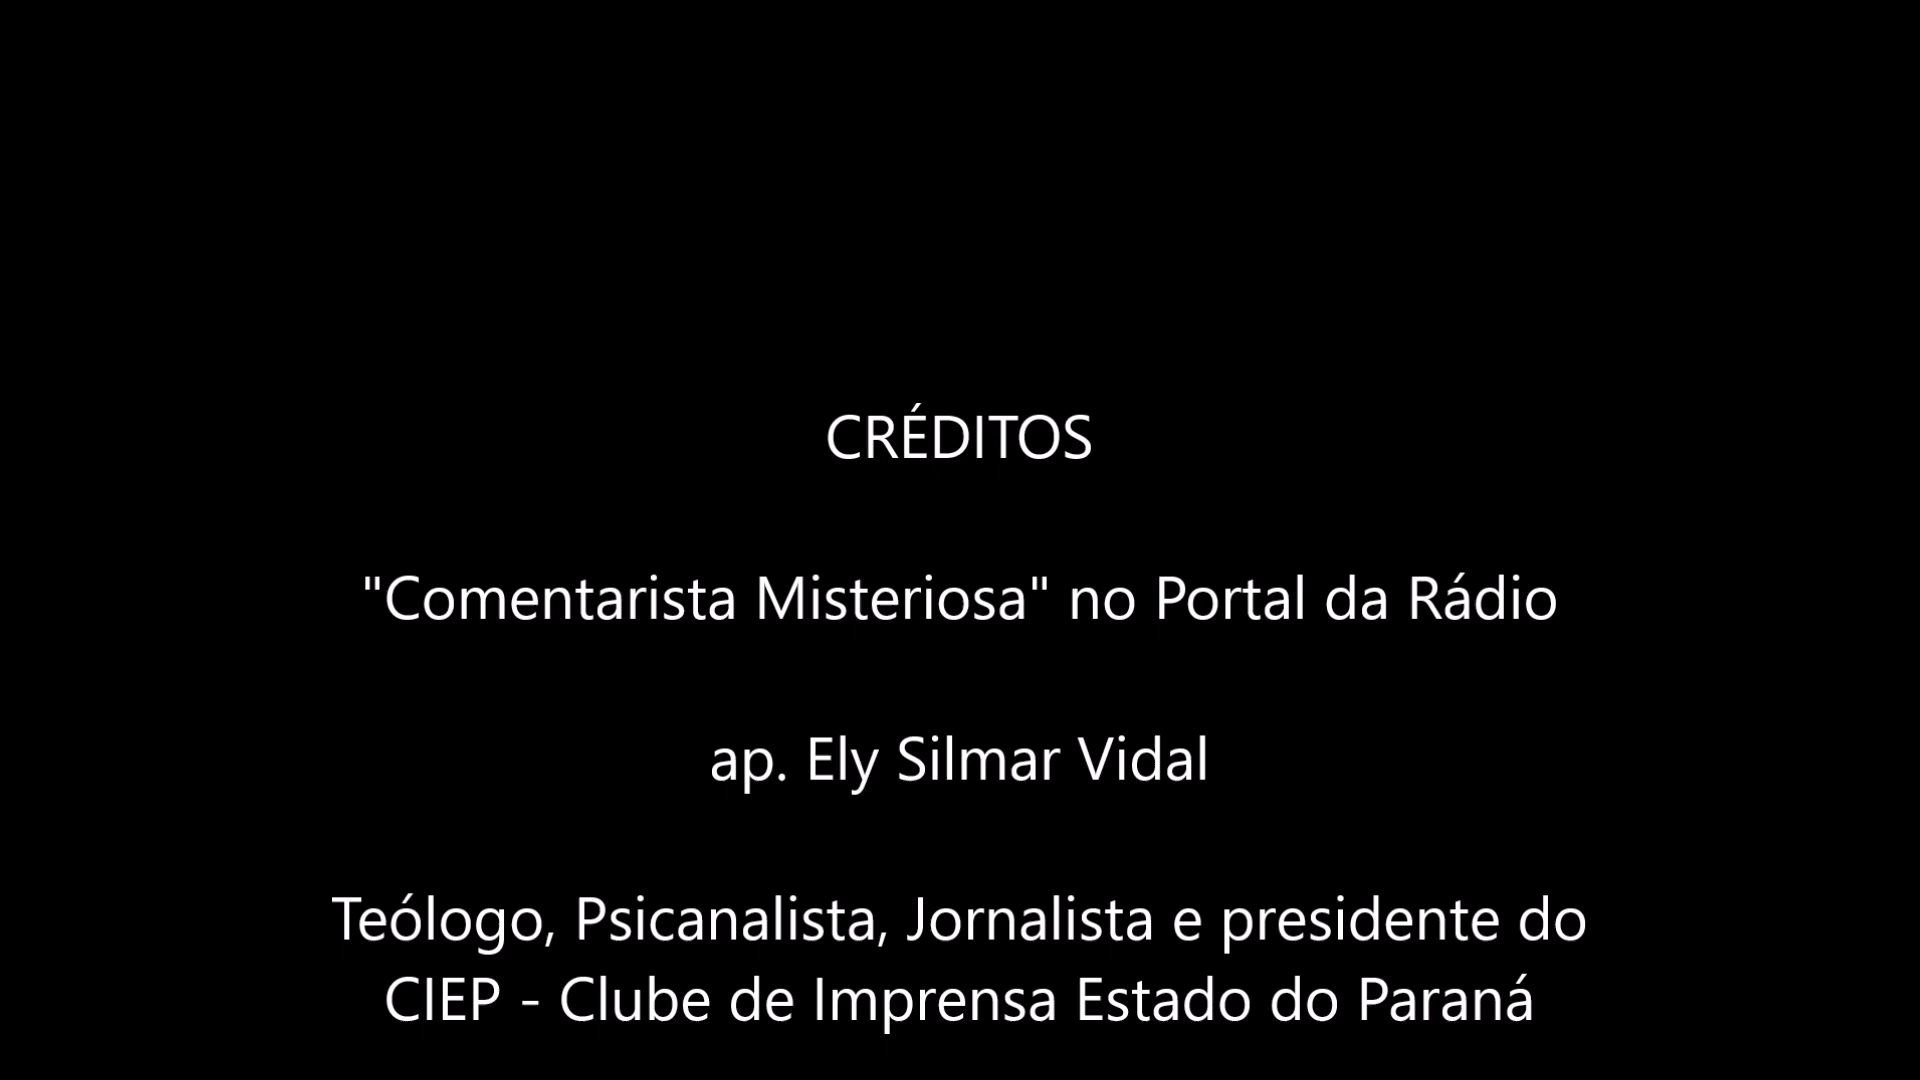 CRÉDITOS
"Comentarista Misteriosa" no Portal da Rádio
ap. Ely Silmar Vidal
Teólogo, Psicanalista, Jornalista e presidente do
CIEP - Clube de Imprensa Estado do Paraná